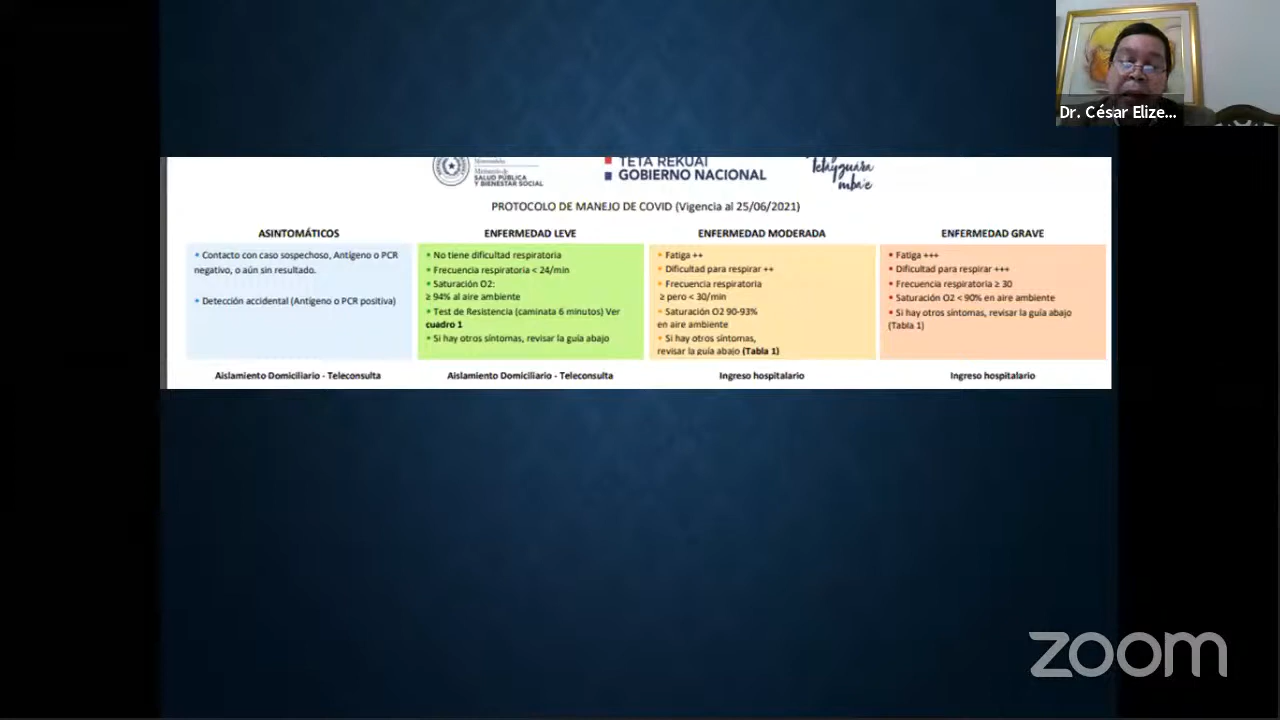 Dr. César Elize...
Ministerio de
SALUD PÚBLICA
Y BIENESTAR SOCIAL
TETÃ REKUÁI
GOBIERNO NACIONAL
Tetãyguára
mba'e
PROTOCOLO DE MANEJO DE COVID (Vigencia al 25/06/2021)
ASINTOMÁTICOS
• Contacto con caso sospechoso, Antígeno o PCR
negativo, o aún sin resultado.
• Detección accidental (Antígeno o PCR positiva)
Aislamiento Domiciliario - Teleconsulta
ENFERMEDAD LEVE
• No tiene dificultad respiratoria
• Frecuencia respiratoria < 24/min
• Saturación O2:
≥ 94% al aire ambiente
• Test de Resistencia (caminata 6 minutos) Ver
cuadro 1
• Si hay otros síntomas, revisar la guía abajo
Aislamiento Domiciliario - Teleconsulta
ENFERMEDAD MODERADA
• Fatiga ++
• Dificultad para respirar ++
• Frecuencia respiratoria
≥ pero < 30/min
• Saturación O2 90-93%
en aire ambiente
• Si hay otros síntomas,
revisar la guía abajo (Tabla 1)
Ingreso hospitalario
ENFERMEDAD GRAVE
• Fatiga +++
• Dificultad para respirar +++
• Frecuencia respiratoria ≥ 30
• Saturación O2 < 90% en aire ambiente
• Si hay otros síntomas, revisar la guía abajo
(Tabla 1)
Ingreso hospitalario
zoom